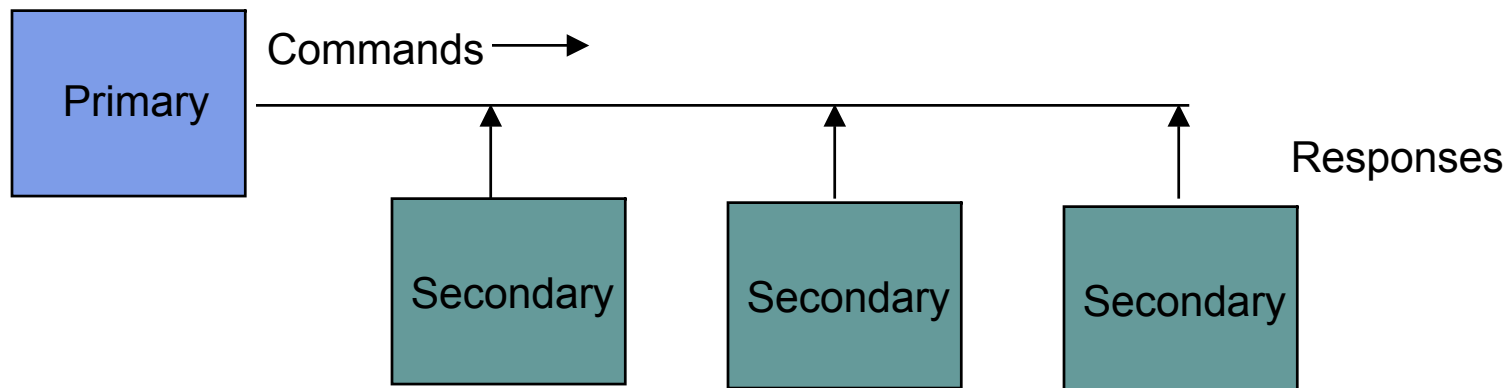 Commands
Primary
Responses
Secondary
Secondary
Secondary